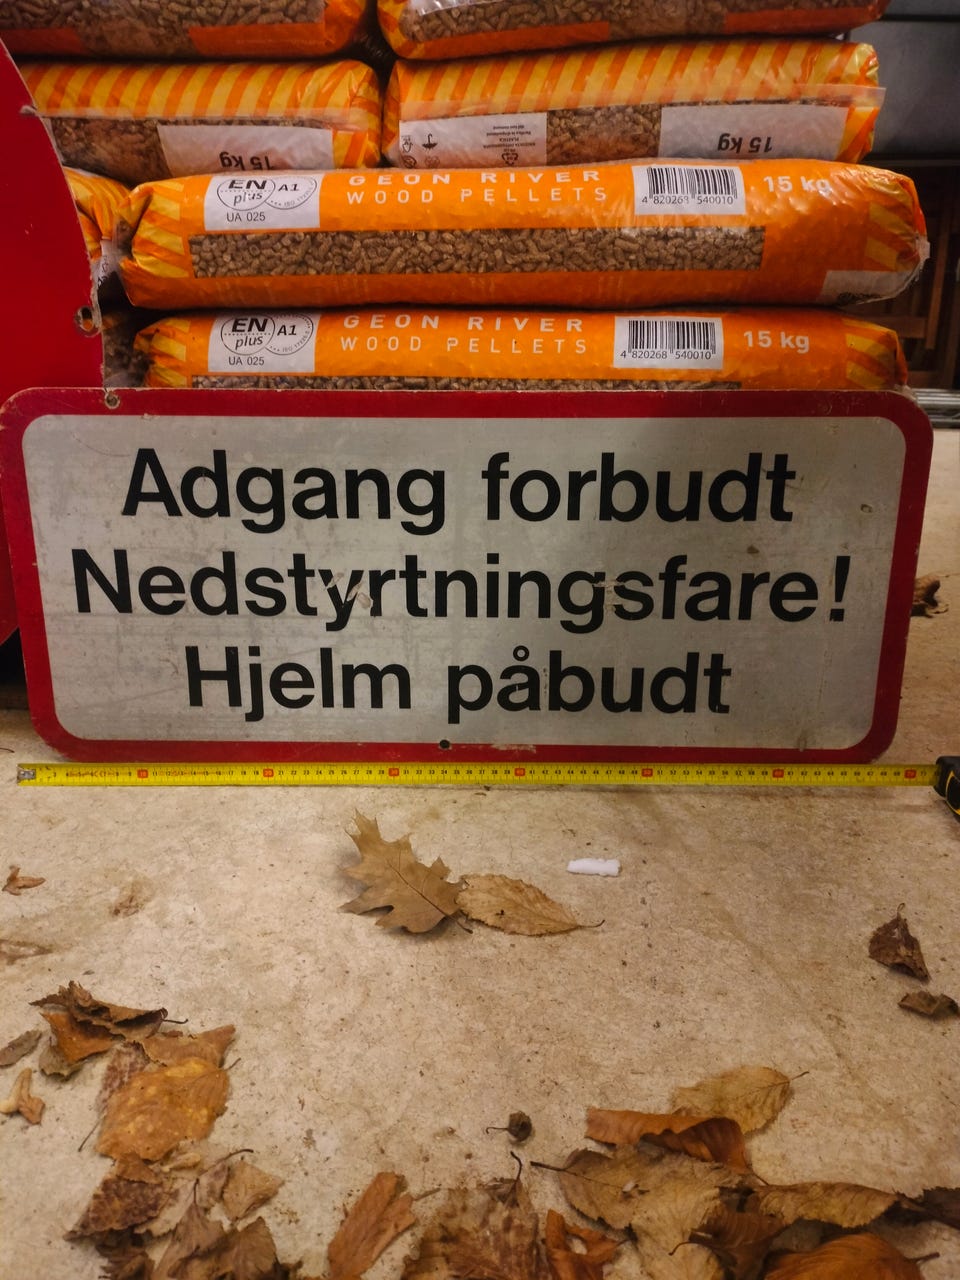 15 kg
15 kg
EN plus A1
UA 025
GEON RIVER
WOOD PELLETS
4 820268 540010
15 kg
EN plus A1
UA 025
GEON RIVER
WOOD PELLETS
4 820268 540010
15 kg
Adgang forbudt
Nedstyrtningsfare!
Hjelm påbudt